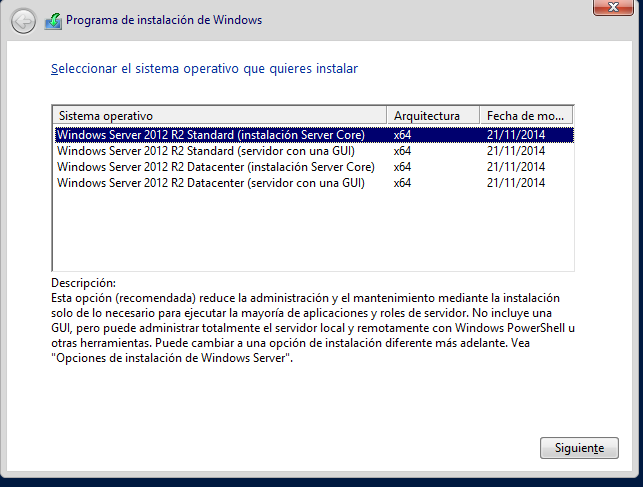 Programa de instalación de Windows
Seleccionar el sistema operativo que quieres instalar
Sistema operativo Arquitectura Fecha de mo...
Windows Server 2012 R2 Standard (instalación Server Core) x64 21/11/2014
Windows Server 2012 R2 Standard (servidor con una GUI) x64 21/11/2014
Windows Server 2012 R2 Datacenter (instalación Server Core) x64 21/11/2014
Windows Server 2012 R2 Datacenter (servidor con una GUI) x64 21/11/2014
Descripción:
Esta opción (recomendada) reduce la administración y el mantenimiento mediante la instalación
solo de lo necesario para ejecutar la mayoría de aplicaciones y roles de servidor. No incluye una
GUI, pero puede administrar totalmente el servidor local y remotamente con Windows PowerShell u
otras herramientas. Puede cambiar a una opción de instalación diferente más adelante. Vea
"Opciones de instalación de Windows Server".
Siguiente